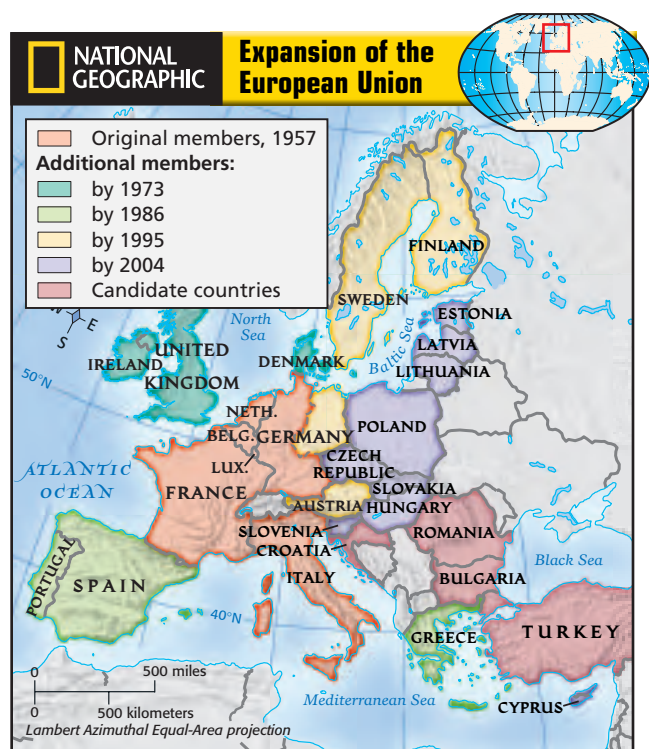 NATIONAL
GEOGRAPHIC
Expansion of the
European Union
Original members, 1957
Additional members:
by 1973
by 1986
by 1995
by 2004
Candidate countries
E
S
50°N
North
Sea
FINLAND
SWEDEN
Baltic Sea
ESTONIA
LATVIA
LITHUANIA
IRELAND
UNITED
KINGDOM
DENMARK
NETH.
BELG.
GERMANY
POLAND
LUX.
CZECH
REPUBLIC
ATLANTIC
OCEAN
FRANCE
SLOVAKIA
AUSTRIA
HUNGARY
SLOVENIA
CROATIA
ROMANIA
ITALY
BULGARIA
Black Sea
PORTUGAL
SPAIN
40°N
GREECE
TURKEY
Mediterranean Sea
CYPRUS
0
500 miles
0
500 kilometers
Lambert Azimuthal Equal-Area projection